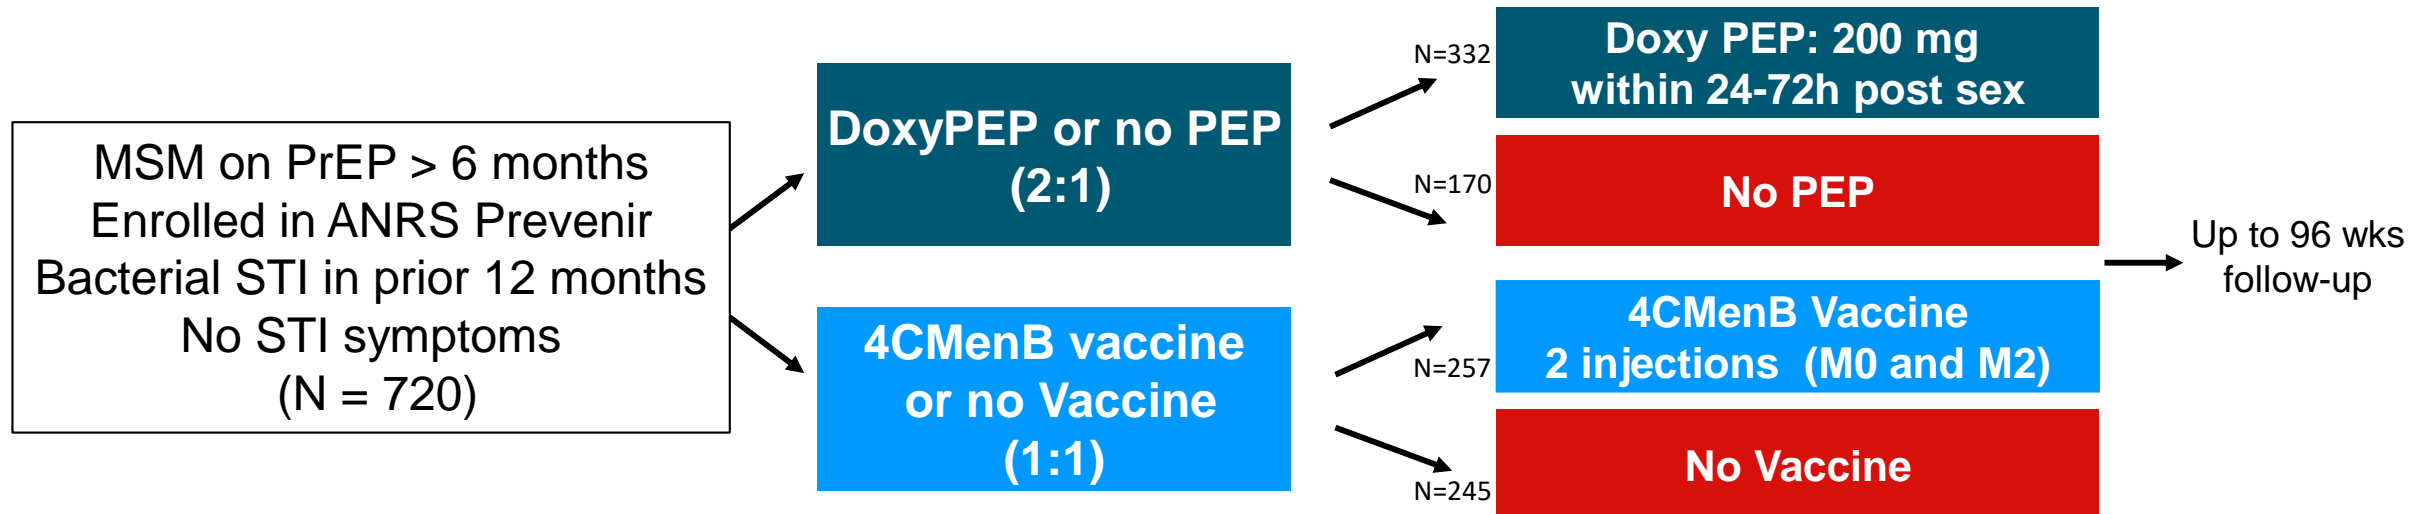 MSM on PrEP > 6 months
Enrolled in ANRS Prevenir
Bacterial STI in prior 12 months
No STI symptoms
(N = 720)
DoxyPEP or no PEP
(2:1)
4CMenB vaccine
or no Vaccine
(1:1)
N=332
Doxy PEP: 200 mg
within 24-72h post sex
N=170
No PEP
N=257
4CMenB Vaccine
2 injections (M0 and M2)
N=245
No Vaccine
Up to 96 wks
follow-up